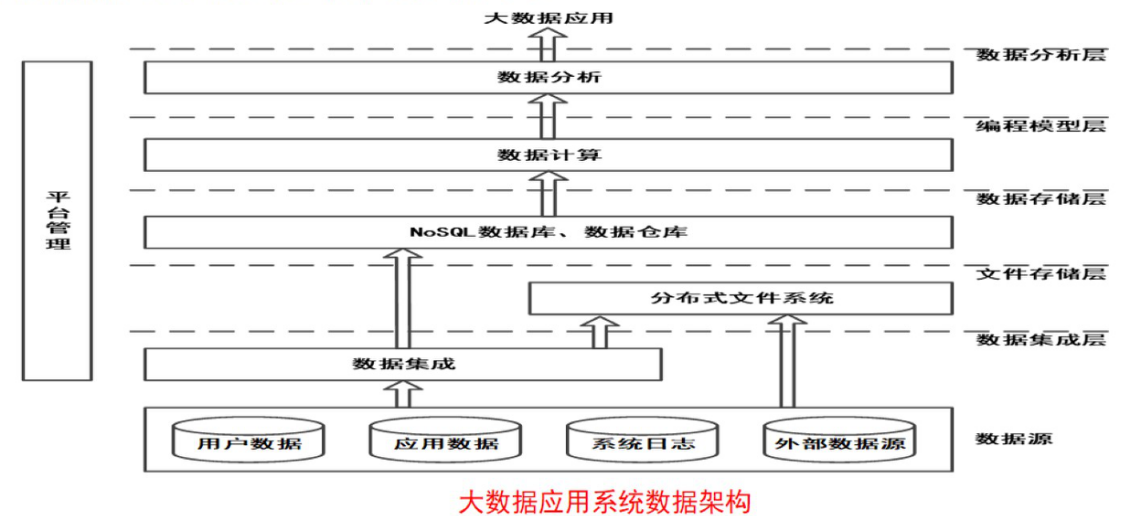 大数据应用
数据分析层
数据分析
编程模型层
数据计算
数据存储层
NoSQL数据库、数据仓库
文件存储层
分布式文件系统
数据集成层
数据集成
平台管理
用户数据
应用数据
系统日志
外部数据源
数据源
大数据应用系统数据架构